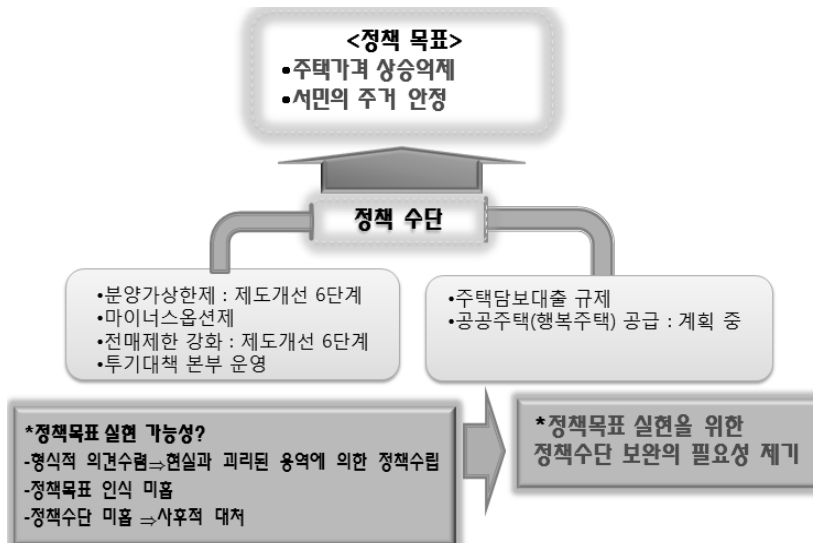 <정책 목표>
•주택가격 상승억제
•서민의 주거 안정
정책 수단
•분양가상한제 : 제도개선 6단계
•마이너스옵션제
•전매제한 강화 : 제도개선 6단계
•투기대책 본부 운영
•주택담보대출 규제
•공공주택(행복주택) 공급 : 계획 중
*정책목표 실현 가능성?
-형식적 의견수렴⇒현실과 괴리된 용역에 의한 정책수립
-정책목표 인식 미흡
-정책수단 미흡 ⇒사후적 대처
*정책목표 실현을 위한
정책수단 보완의 필요성 제기